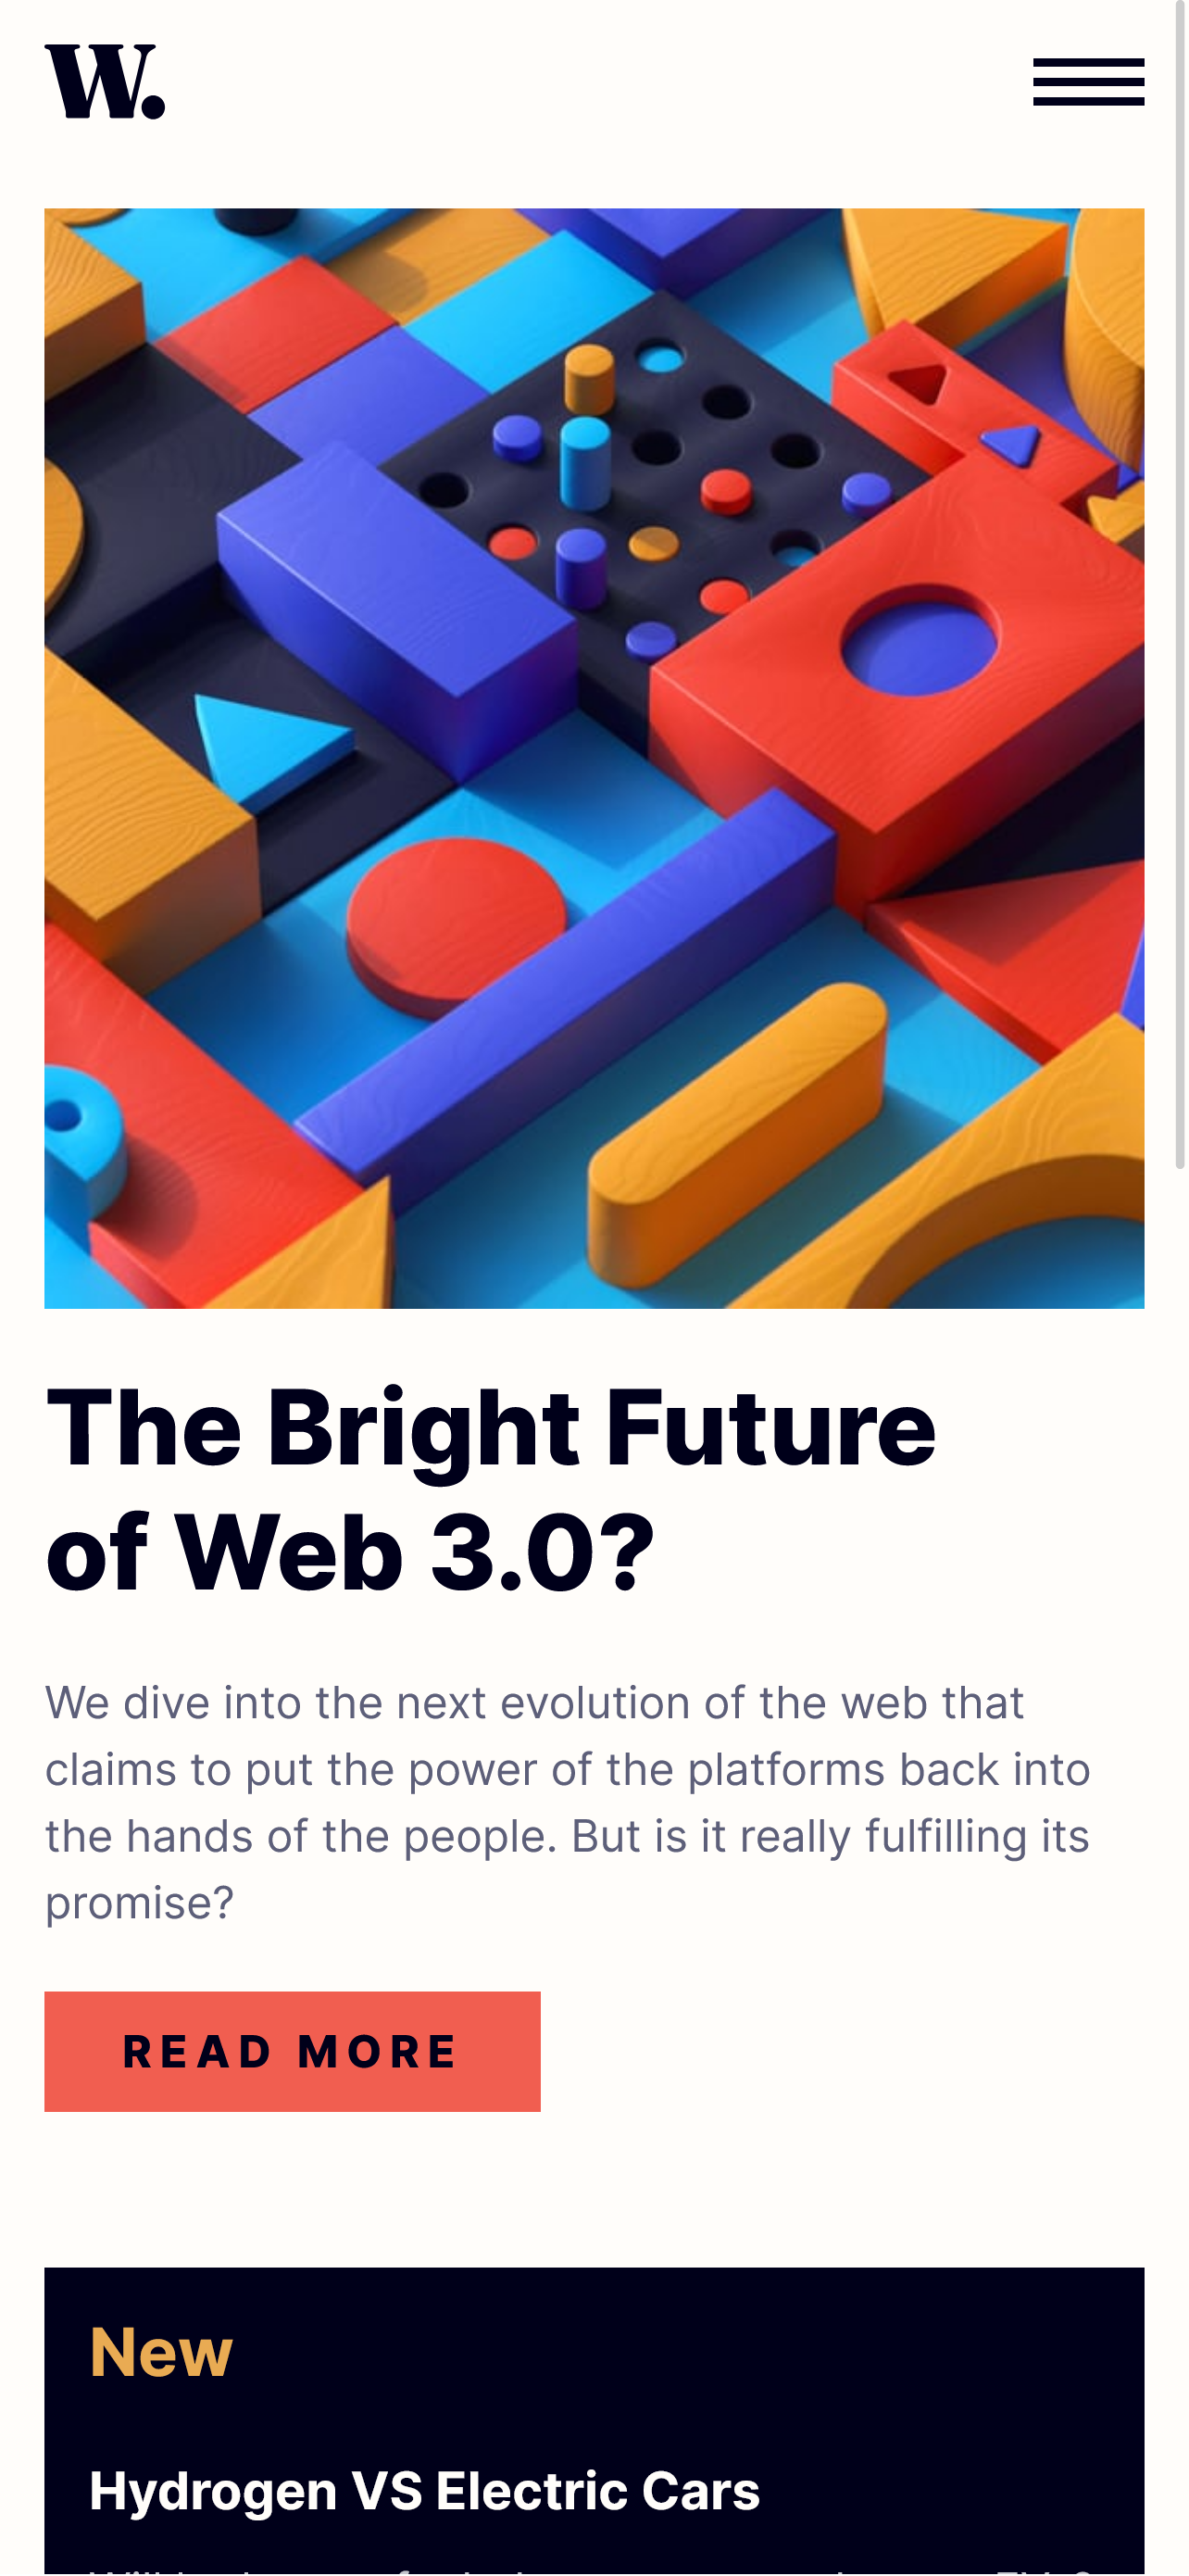 W.
The Bright Future
of Web 3.0?
We dive into the next evolution of the web that
claims to put the power of the platforms back into
the hands of the people. But is it really fulfilling its
promise?
READ MORE
New
Hydrogen VS Electric Cars